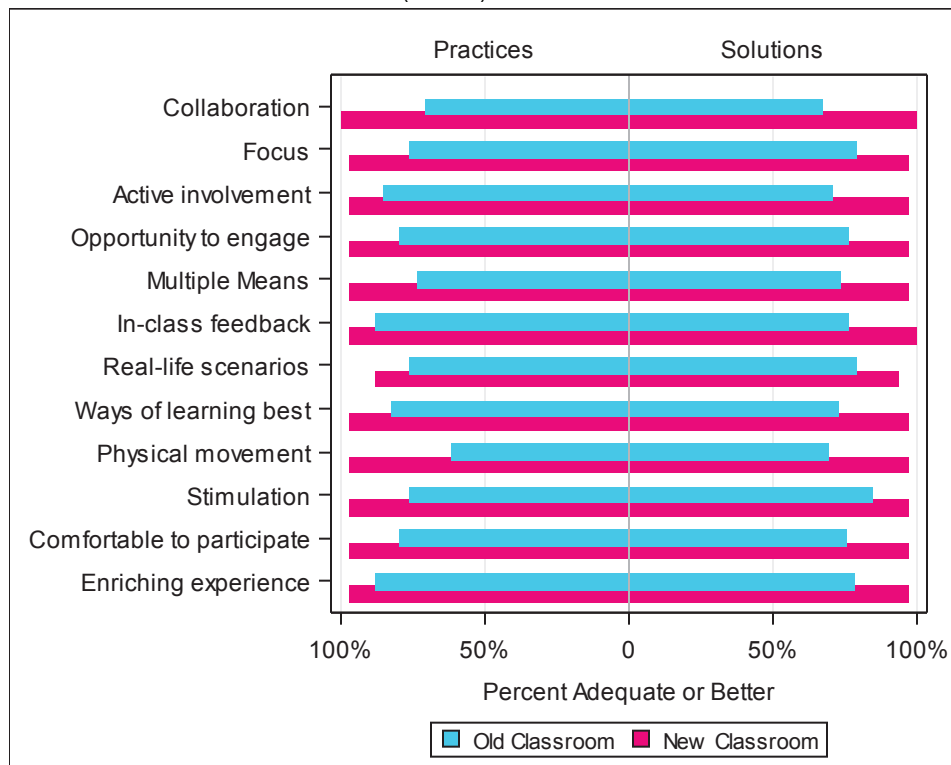 Practices Solutions
Collaboration
Focus
Active involvement
Opportunity to engage
Multiple Means
In-class feedback
Real-life scenarios
Ways of learning best
Physical movement
Stimulation
Comfortable to participate
Enriching experience
100% 50% 0 50% 100%
Percent Adequate or Better
Old Classroom New Classroom